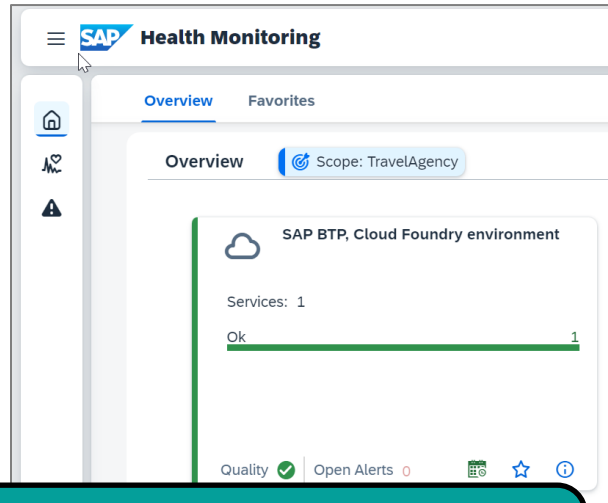 SAP Health Monitoring
Overview Favorites
Overview Scope: TravelAgency
SAP BTP, Cloud Foundry environment
Services: 1
Ok 1
Quality Open Alerts 0